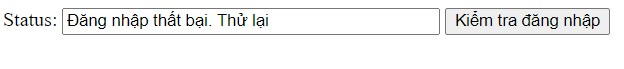 Status: Đăng nhập thất bại. Thử lại Kiểm tra đăng nhập